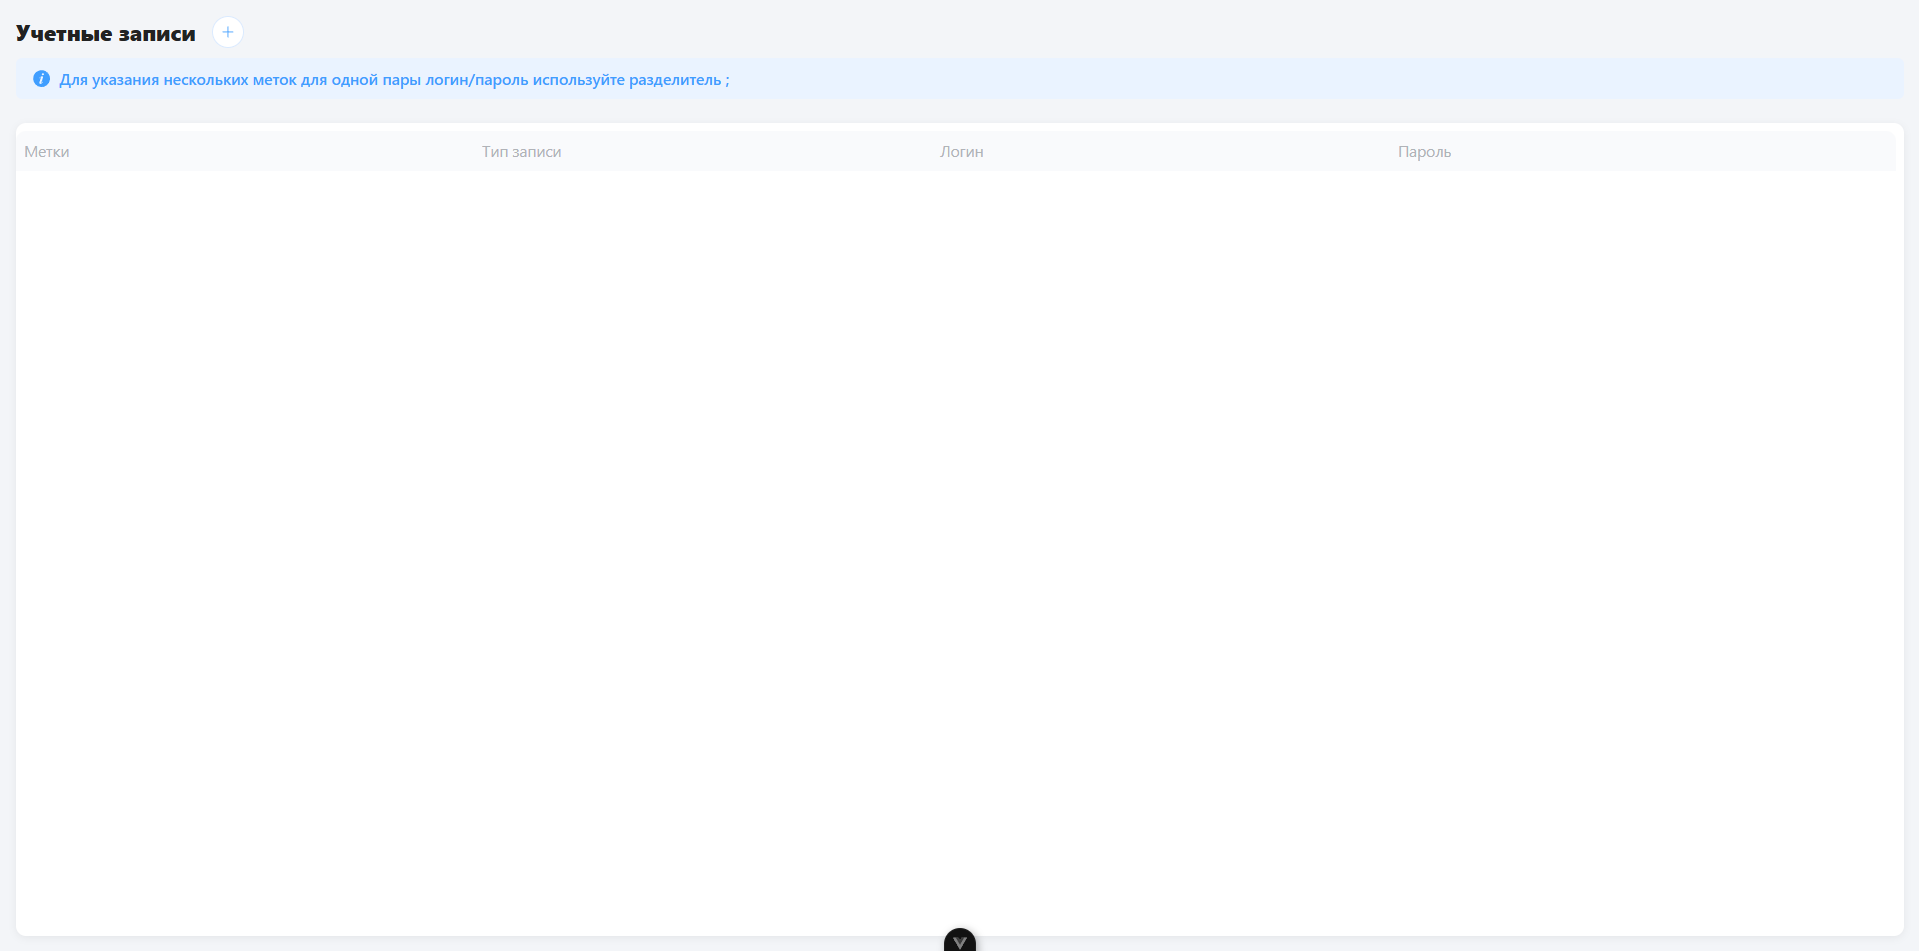 Учетные записи
Для указания нескольких меток для одной пары логин/пароль используйте разделитель ;
Метки Тип записи Логин Пароль